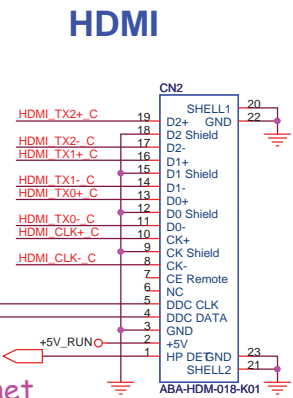 HDMI
CN2
SHELL1 20
HDMI_TX2+_C 19 D2+ GND 22
18 D2 Shield
HDMI_TX2-_C 17 D2-
HDMI_TX1+_C 16 D1+
15 D1 Shield
HDMI_TX1-_C 14 D1-
HDMI_TX0+_C 13 D0+
12 D0 Shield
HDMI_TX0-_C 11 D0-
HDMI_CLK+_C 10 CK+
9 CK Shield
HDMI_CLK-_C 8 CK-
7 CE Remote
6 NC
5 DDC CLK
4 DDC DATA
3 GND
+5V_RUN 2 +5V
1 HP DET GND 23
SHELL2 21
net
ABA-HDM-018-K01